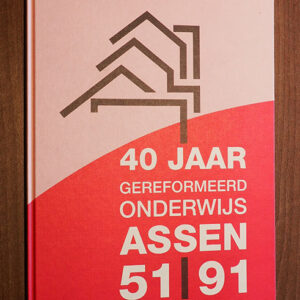 40 JAAR
GEREFORMEERD
ONDERWIJS
ASSEN
51|91